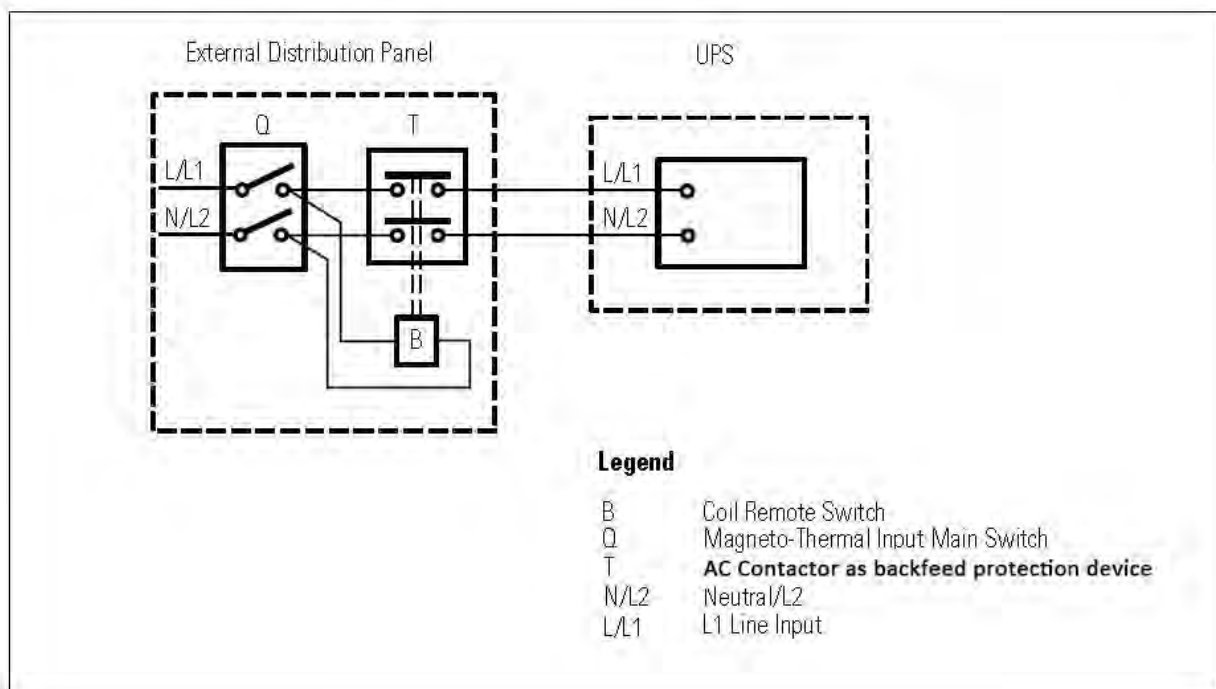 External Distribution Panel UPS
Q T
L/L1 L/L1
N/L2 N/L2
B
Legend
B Coil Remote Switch
Q Magneto-Thermal Input Main Switch
T AC Contactor as backfeed protection device
N/L2 Neutral/L2
L/L1 L1 Line Input